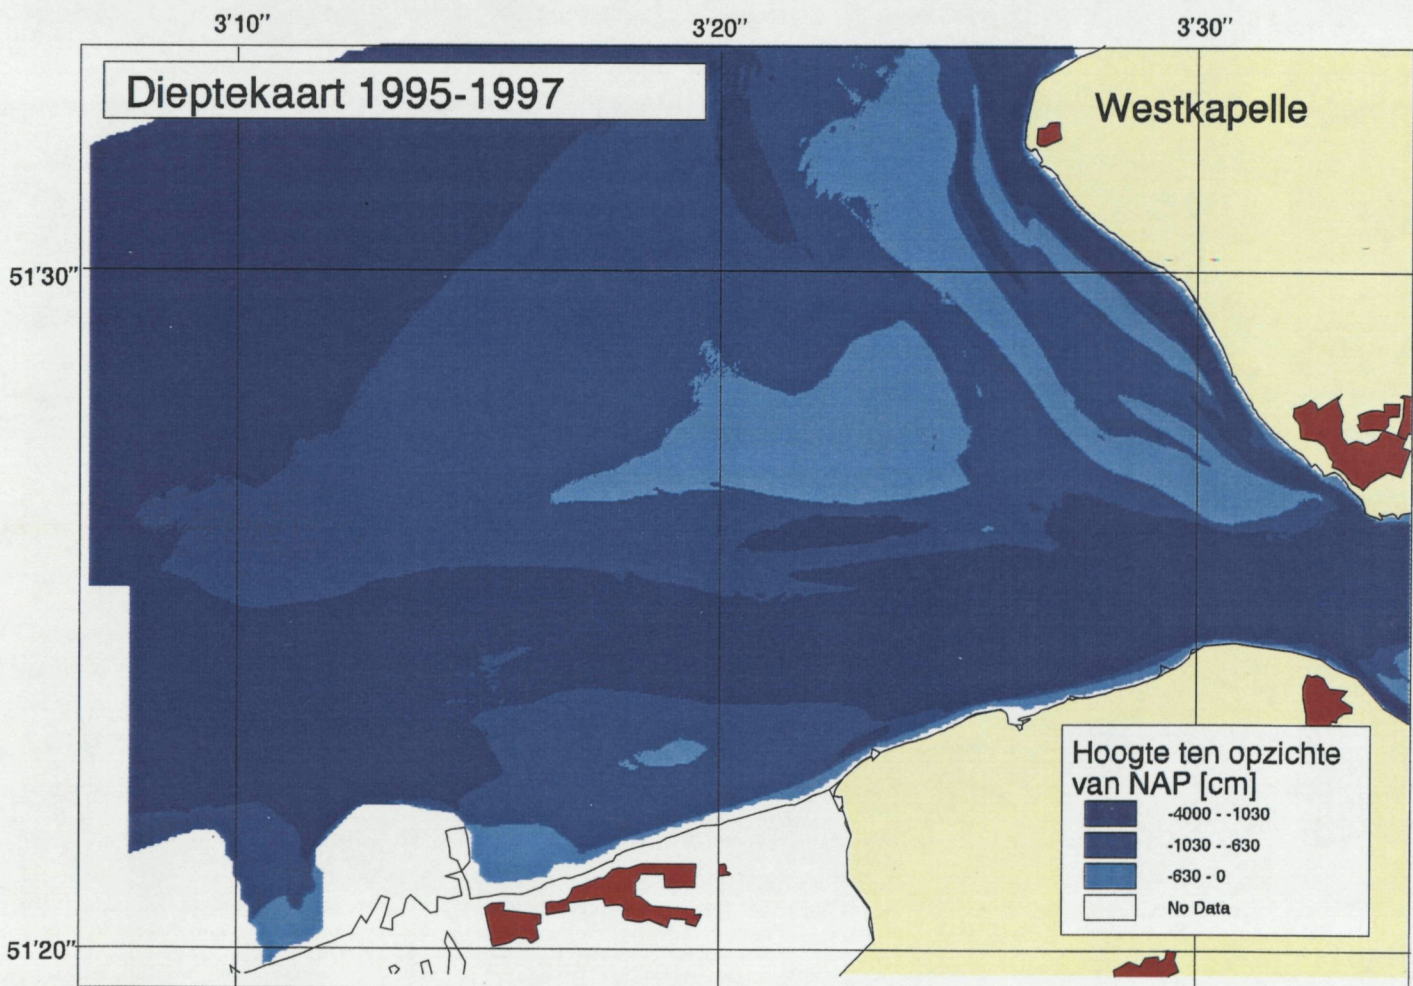 3'10" 3'20" 3'30"
Dieptekaart 1995-1997
Westkapelle
51'30"
Hoogte ten opzichte
van NAP [cm]
-4000 - -1030
-1030 - -630
-630 - 0
No Data
51'20"